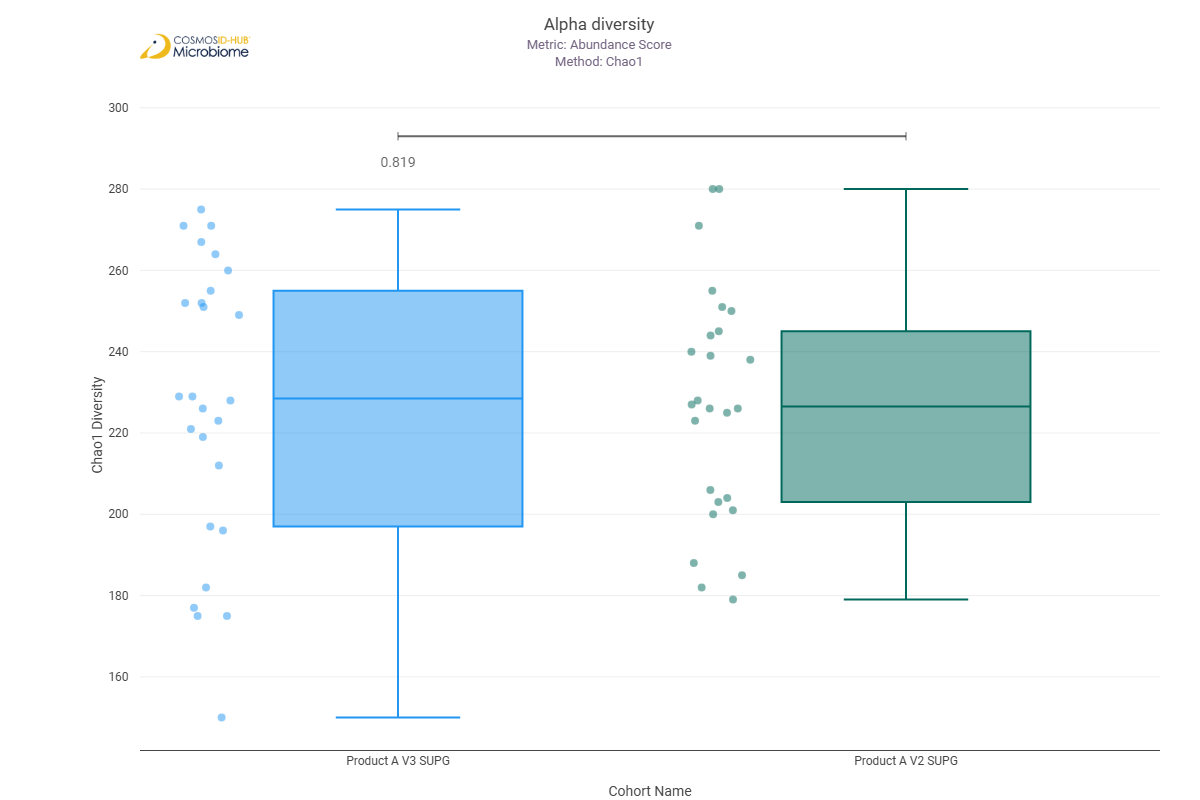 Alpha diversity
Metric: Abundance Score
Method: Chao1
COSMOSID-HUB
Microbiome
300
0.819
280
260
240
220
200
180
160
Chao1 Diversity
Product A V3 SUPG
Product A V2 SUPG
Cohort Name